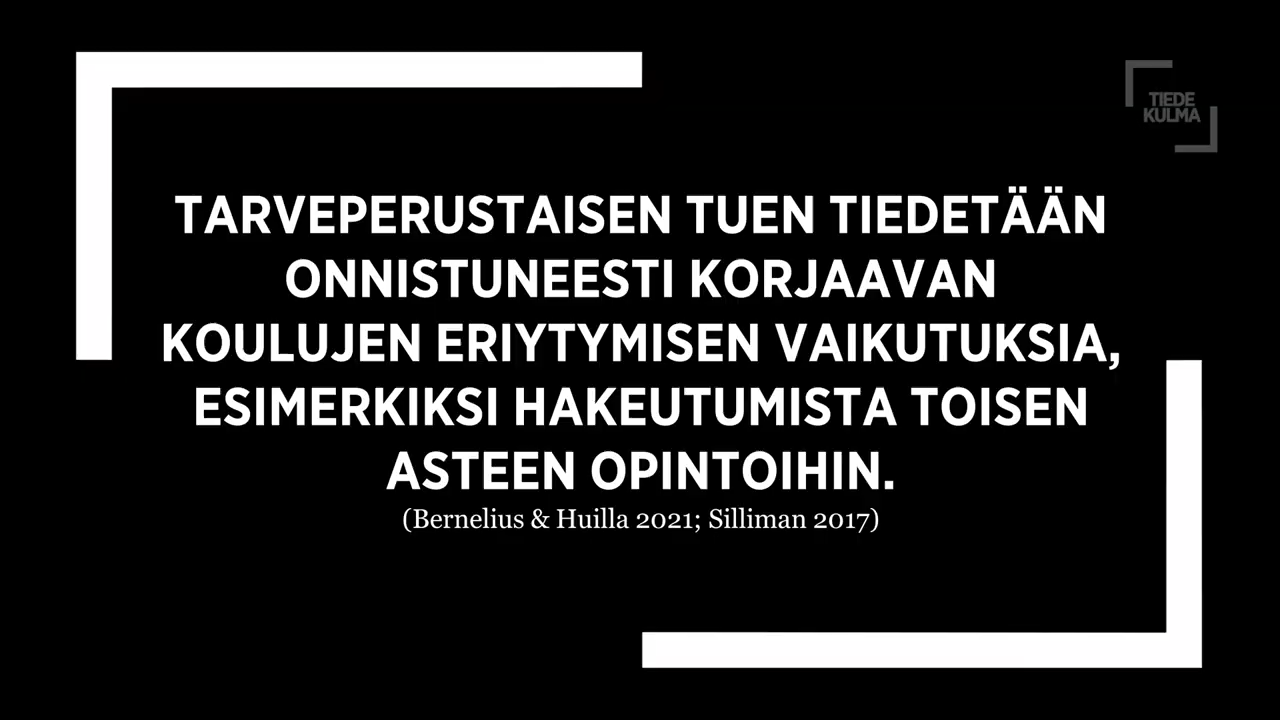 TIEDE
KULMA
TARVEPERUSTAISEN TUEN TIEDETÄÄN
ONNISTUNEESTI KORJAAVAN
KOULUJEN ERIYTYMISEN VAIKUTUKSIA,
ESIMERKIKSI HAKEUTUMISTA TOISEN
ASTEEN OPINTOIHIN.
(Bernelius & Huilla 2021; Silliman 2017)